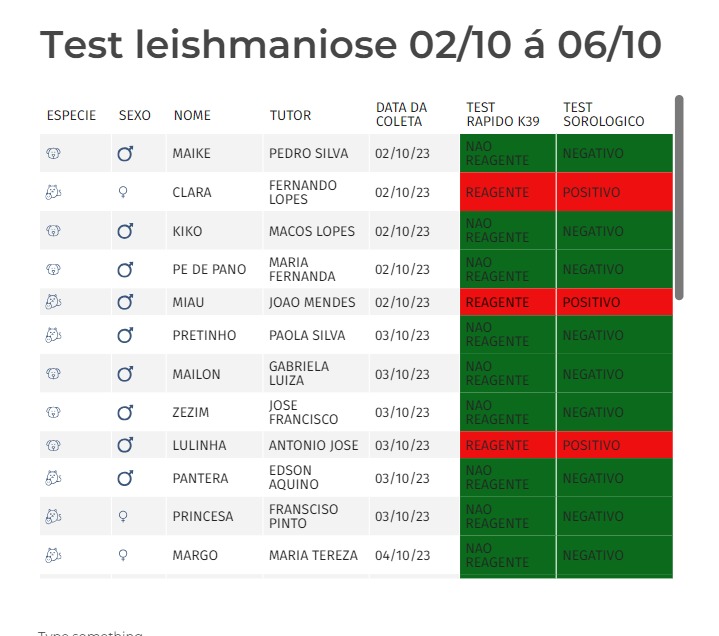 Test leishmaniose 02/10 á 06/10
ESPECIE SEXO NOME TUTOR DATA DA COLETA TEST RAPIDO K39 TEST SOROLOGICO
MAIKE PEDRO SILVA 02/10/23 NAO REAGENTE NEGATIVO
CLARA FERNANDO LOPES 02/10/23 REAGENTE POSITIVO
KIKO MACOS LOPES 02/10/23 NAO REAGENTE NEGATIVO
PE DE PANO MARIA FERNANDA 02/10/23 NAO REAGENTE NEGATIVO
MIAU JOAO MENDES 02/10/23 REAGENTE POSITIVO
PRETINHO PAOLA SILVA 03/10/23 NAO REAGENTE NEGATIVO
MAILON GABRIELA LUIZA 03/10/23 NAO REAGENTE NEGATIVO
ZEZIM JOSE FRANCISCO 03/10/23 NAO REAGENTE NEGATIVO
LULINHA ANTONIO JOSE 03/10/23 REAGENTE POSITIVO
PANTERA EDSON AQUINO 03/10/23 NAO REAGENTE NEGATIVO
PRINCESA FRANSCISO PINTO 03/10/23 NAO REAGENTE NEGATIVO
MARGO MARIA TEREZA 04/10/23 NAO REAGENTE NEGATIVO
Type something